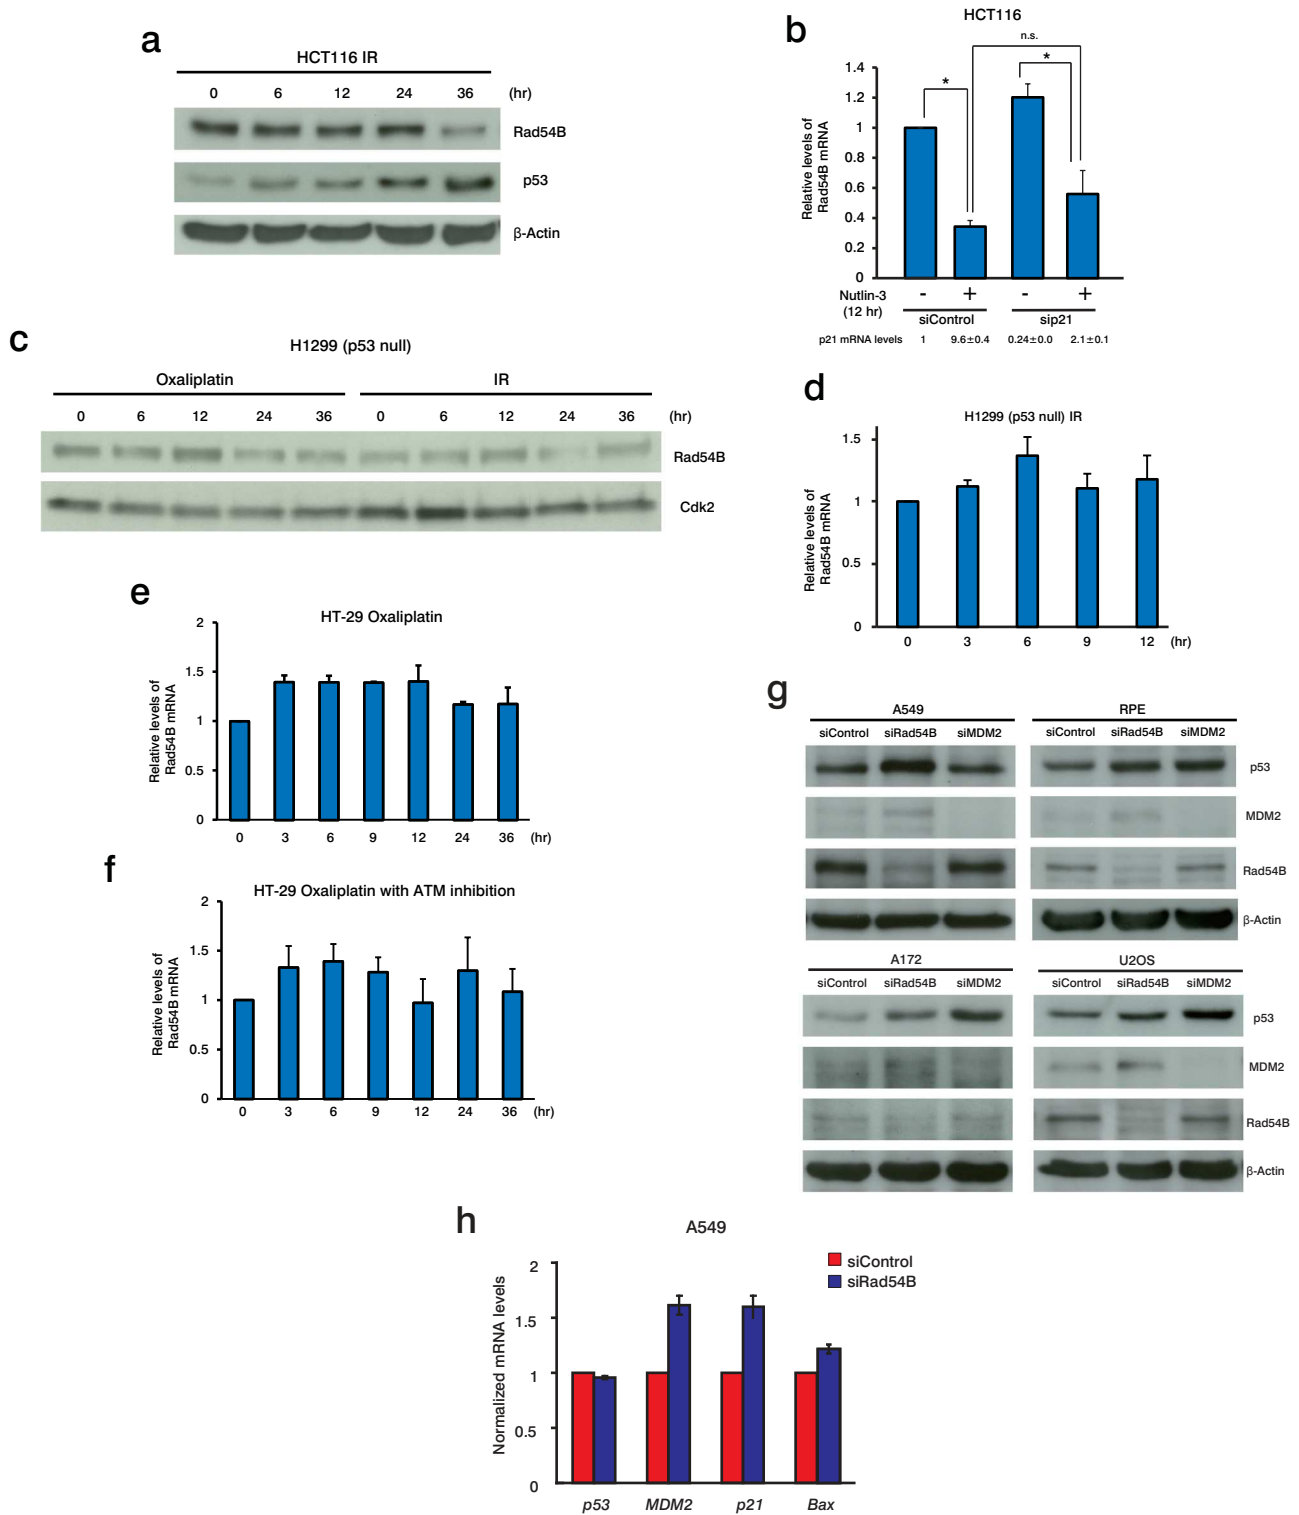 a
HCT116 IR
0 6 12 24 36 (hr)
Rad54B
p53
β-Actin
b
HCT116
n.s.
* *
Relative levels of
Rad54B mRNA
1.4
1.2
1
0.8
0.6
0.4
0.2
0
Nutlin-3
(12 hr)
- + - +
siControl sip21
p21 mRNA levels 1 9.6±0.4 0.24±0.0 2.1±0.1
c
H1299 (p53 null)
Oxaliplatin IR
0 6 12 24 36 0 6 12 24 36 (hr)
Rad54B
Cdk2
d
H1299 (p53 null) IR
Relative levels of
Rad54B mRNA
1.5
1
0.5
0
0 3 6 9 12 (hr)
e
HT-29 Oxaliplatin
Relative levels of
Rad54B mRNA
2
1.5
1
0.5
0
0 3 6 9 12 24 36 (hr)
f
HT-29 Oxaliplatin with ATM inhibition
Relative levels of
Rad54B mRNA
2
1.5
1
0.5
0
0 3 6 9 12 24 36 (hr)
g
A549 RPE
siControl siRad54B siMDM2 siControl siRad54B siMDM2
p53
MDM2
Rad54B
β-Actin
A172 U2OS
siControl siRad54B siMDM2 siControl siRad54B siMDM2
p53
MDM2
Rad54B
β-Actin
h
A549
siControl
siRad54B
Normalized mRNA levels
2
1.5
1
0.5
0
p53 MDM2 p21 Bax